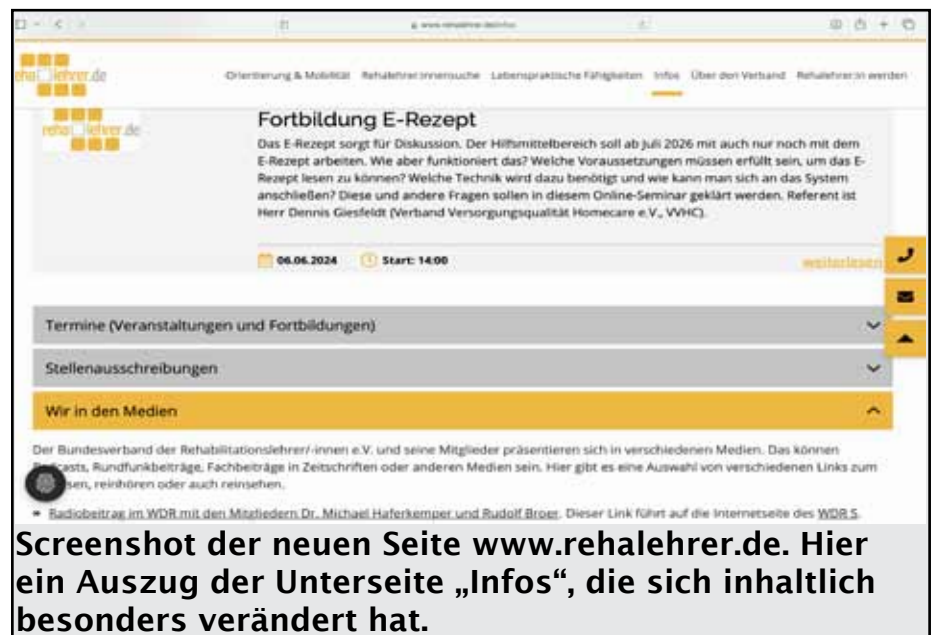 www.rehalehrer.de/infos
reha lehrer.de
Orientierung & Mobilität Rehalehrer:innensuche Lebenspraktische Fähigkeiten Infos Über den Verband Rehalehrer:in werden
reha lehrer.de
Fortbildung E-Rezept
Das E-Rezept sorgt für Diskussion. Der Hilfsmittelbereich soll ab Juli 2026 mit auch nur noch mit dem
E-Rezept arbeiten. Wie aber funktioniert das? Welche Voraussetzungen müssen erfüllt sein, um das E-
Rezept lesen zu können? Welche Technik wird dazu benötigt und wie kann man sich an das System
anschließen? Diese und andere Fragen sollen in diesem Online-Seminar geklärt werden. Referent ist
Herr Dennis Giesfeldt (Verband Versorgungsqualität Homecare e.V., VVHC).
06.06.2024 Start: 14:00 weiterlesen
Termine (Veranstaltungen und Fortbildungen)
Stellenausschreibungen
Wir in den Medien
Der Bundesverband der Rehabilitationslehrer/-innen e.V. und seine Mitglieder präsentieren sich in verschiedenen Medien. Das können
Rundfunkbeiträge, Fachbeiträge in Zeitschriften oder anderen Medien sein. Hier gibt es eine Auswahl von verschiedenen Links zum
reinhören oder auch reinsehen.
Radiobeitrag im WDR mit den Mitgliedern Dr. Michael Haferkemper und Rudolf Broer. Dieser Link führt auf die Internetseite des WDR 5.
Screenshot der neuen Seite www.rehalehrer.de. Hier
ein Auszug der Unterseite „Infos“, die sich inhaltlich
besonders verändert hat.